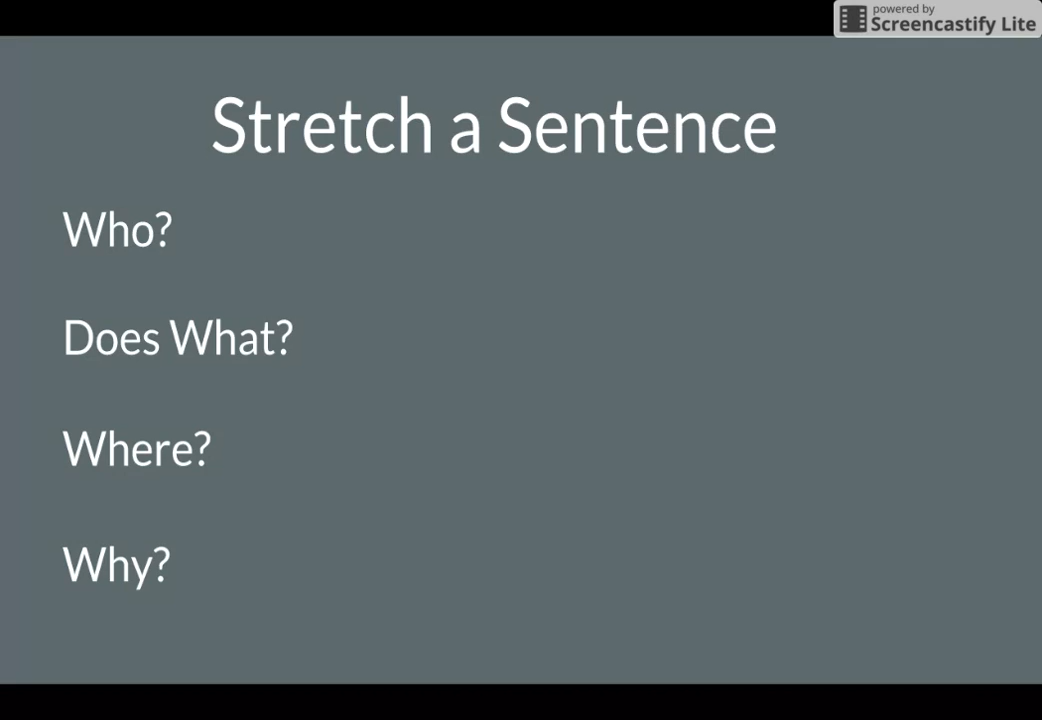 powered by
Screencastify Lite
Stretch a Sentence
Who?
Does What?
Where?
Why?